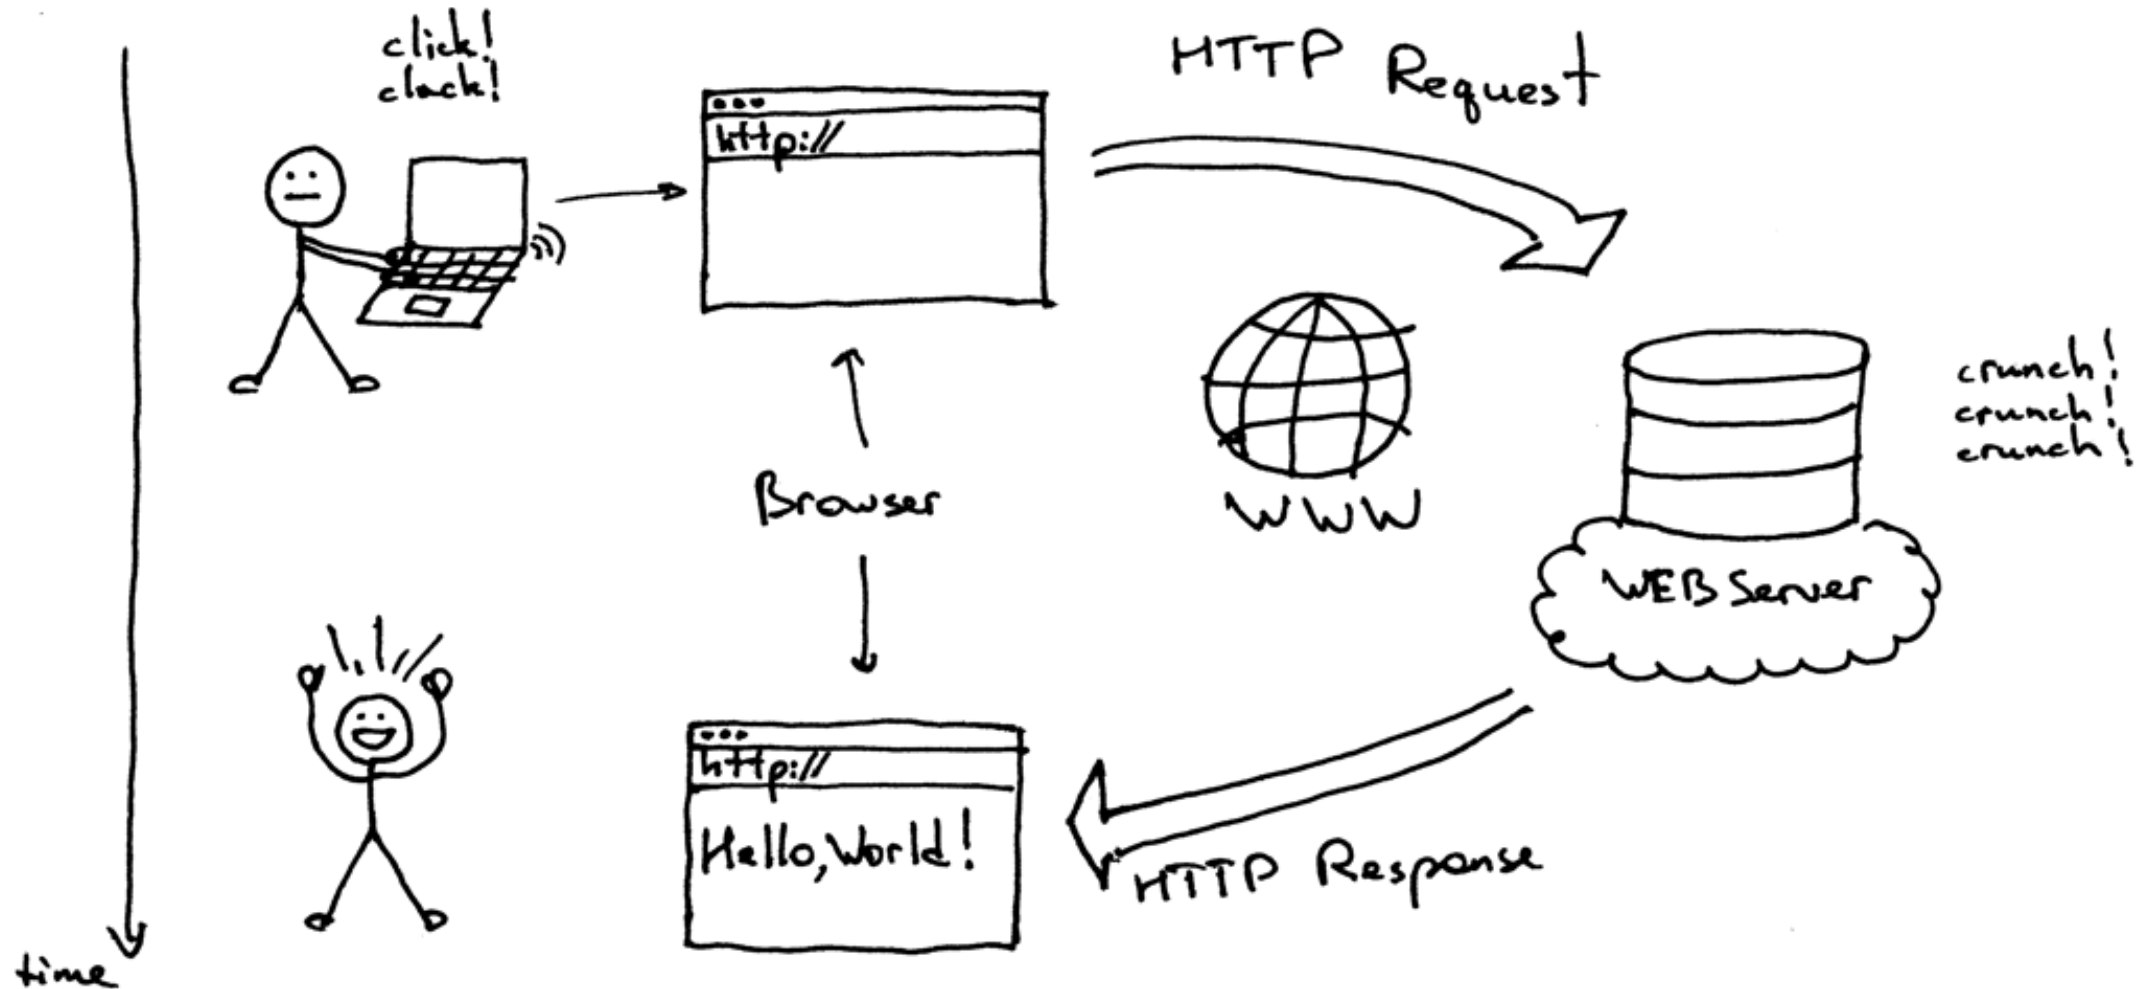 click!
clack!
HTTP Request
http://
crunch!
crunch!
crunch!
Browser
WWW
WEB Server
http://
Hello, World!
HTTP Response
time